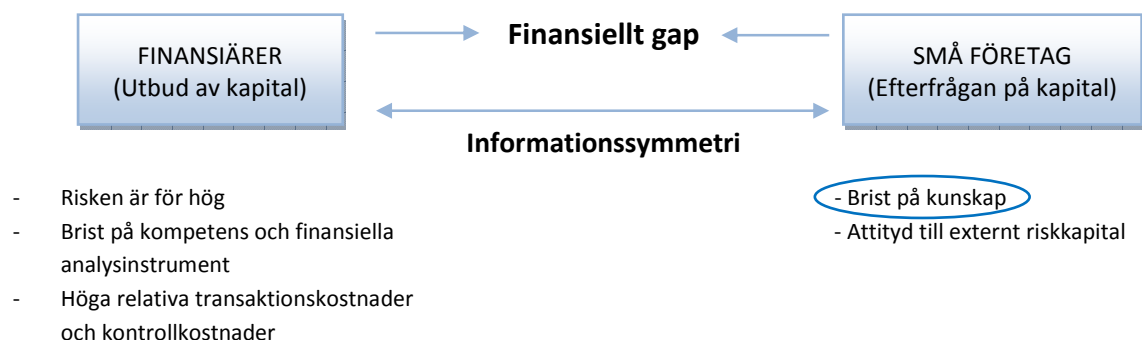 Finansiellt gap
FINANSIÄRER
(Utbud av kapital)
SMÅ FÖRETAG
(Efterfrågan på kapital)
Informationssymmetri
- Risken är för hög
- Brist på kompetens och finansiella
analysinstrument
- Höga relativa transaktionskostnader
och kontrollkostnader
- Brist på kunskap
- Attityd till externt riskkapital